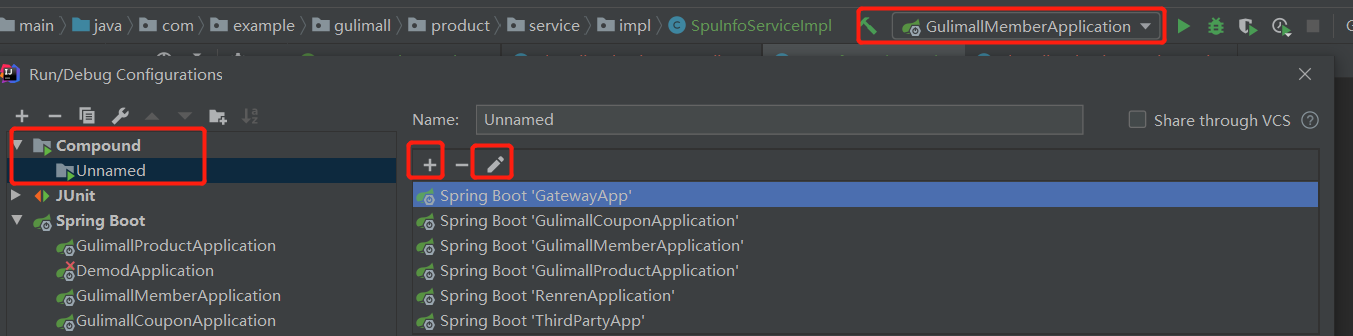 main java com example gulimall product service impl SpuInfoServiceImpl GulimallMemberApplication
Run/Debug Configurations
Name: Unnamed Share through VCS
Compound
Unnamed
JUnit
Spring Boot
GulimallProductApplication
DemodApplication
GulimallMemberApplication
GulimallCouponApplication
Spring Boot 'GatewayApp'
Spring Boot 'GulimallCouponApplication'
Spring Boot 'GulimallMemberApplication'
Spring Boot 'GulimallProductApplication'
Spring Boot 'RenrenApplication'
Spring Boot 'ThirdPartyApp'